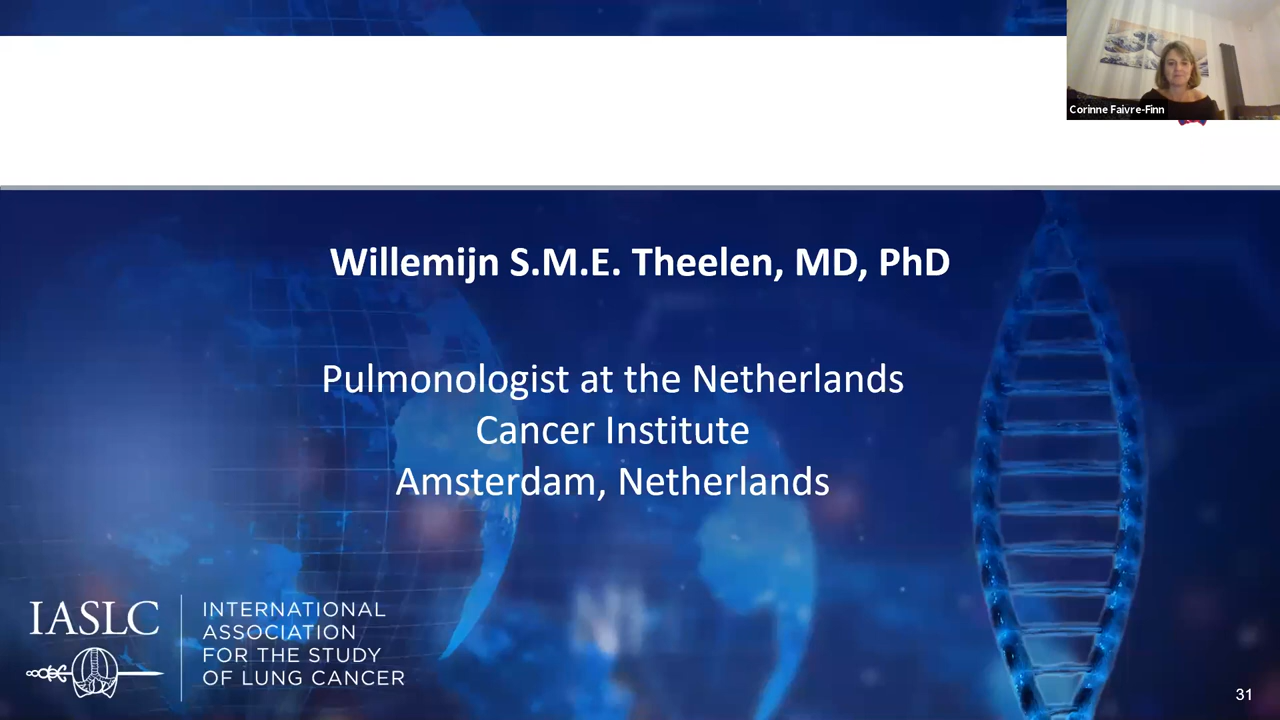 Corinne Faivre-Finn
Willemijn S.M.E. Theelen, MD, PhD
Pulmonologist at the Netherlands
Cancer Institute
Amsterdam, Netherlands
IASLC
INTERNATIONAL
ASSOCIATION
FOR THE STUDY
OF LUNG CANCER
31